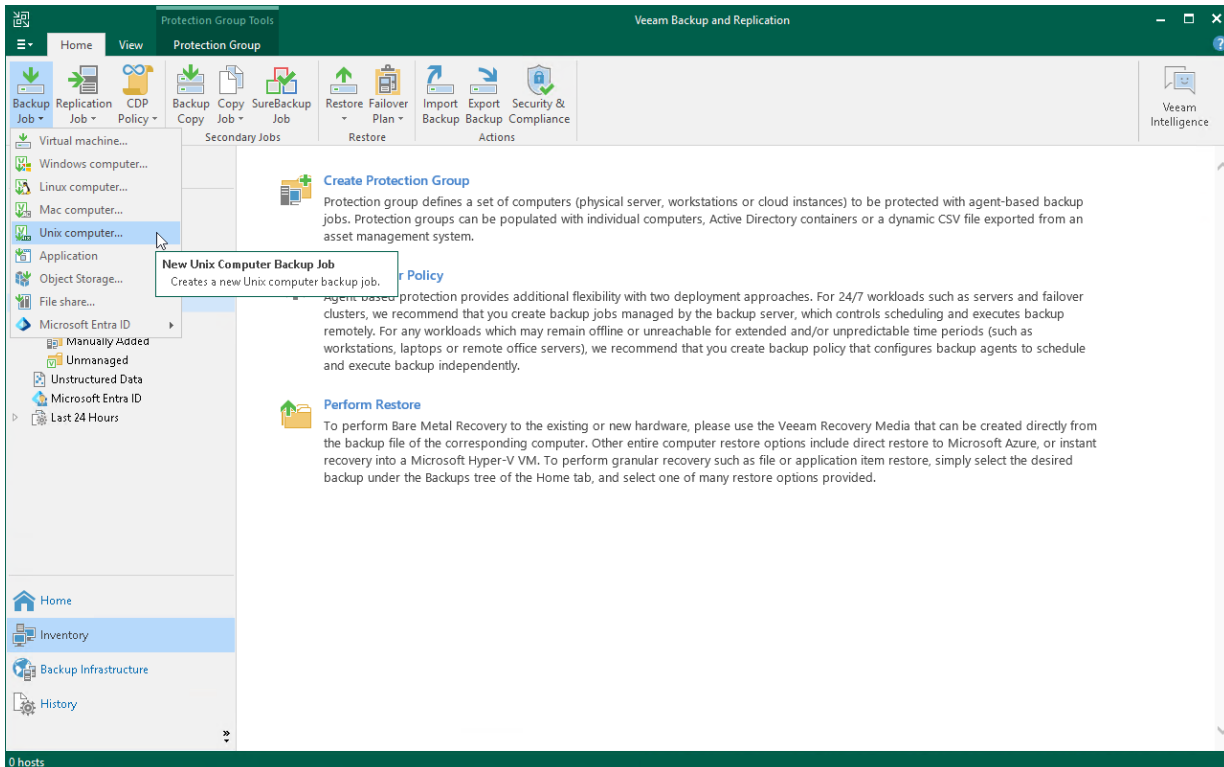 Protection Group Tools
Veeam Backup and Replication
Home View Protection Group
Backup Job
Replication Job
CDP Policy
Backup Copy
Copy Job
SureBackup Job
Restore
Failover Plan
Import Backup
Export Backup
Security & Compliance
Veeam Intelligence
Secondary Jobs
Restore
Actions
Virtual machine...
Windows computer...
Linux computer...
Mac computer...
Unix computer...
Application
Object Storage...
File share...
Microsoft Entra ID
New Unix Computer Backup Job
Creates a new Unix computer backup job.
Manually Added
Unmanaged
Unstructured Data
Microsoft Entra ID
Last 24 Hours
Create Protection Group
Protection group defines a set of computers (physical server, workstations or cloud instances) to be protected with agent-based backup
jobs. Protection groups can be populated with individual computers, Active Directory containers or a dynamic CSV file exported from an
asset management system.
Policy
Agent-based protection provides additional flexibility with two deployment approaches. For 24/7 workloads such as servers and failover
clusters, we recommend that you create backup jobs managed by the backup server, which controls scheduling and executes backup
remotely. For any workloads which may remain offline or unreachable for extended and/or unpredictable time periods (such as
workstations, laptops or remote office servers), we recommend that you create backup policy that configures backup agents to schedule
and execute backup independently.
Perform Restore
To perform Bare Metal Recovery to the existing or new hardware, please use the Veeam Recovery Media that can be created directly from
the backup file of the corresponding computer. Other entire computer restore options include direct restore to Microsoft Azure, or instant
recovery into a Microsoft Hyper-V VM. To perform granular recovery such as file or application item restore, simply select the desired
backup under the Backups tree of the Home tab, and select one of many restore options provided.
Home
Inventory
Backup Infrastructure
History
0 hosts